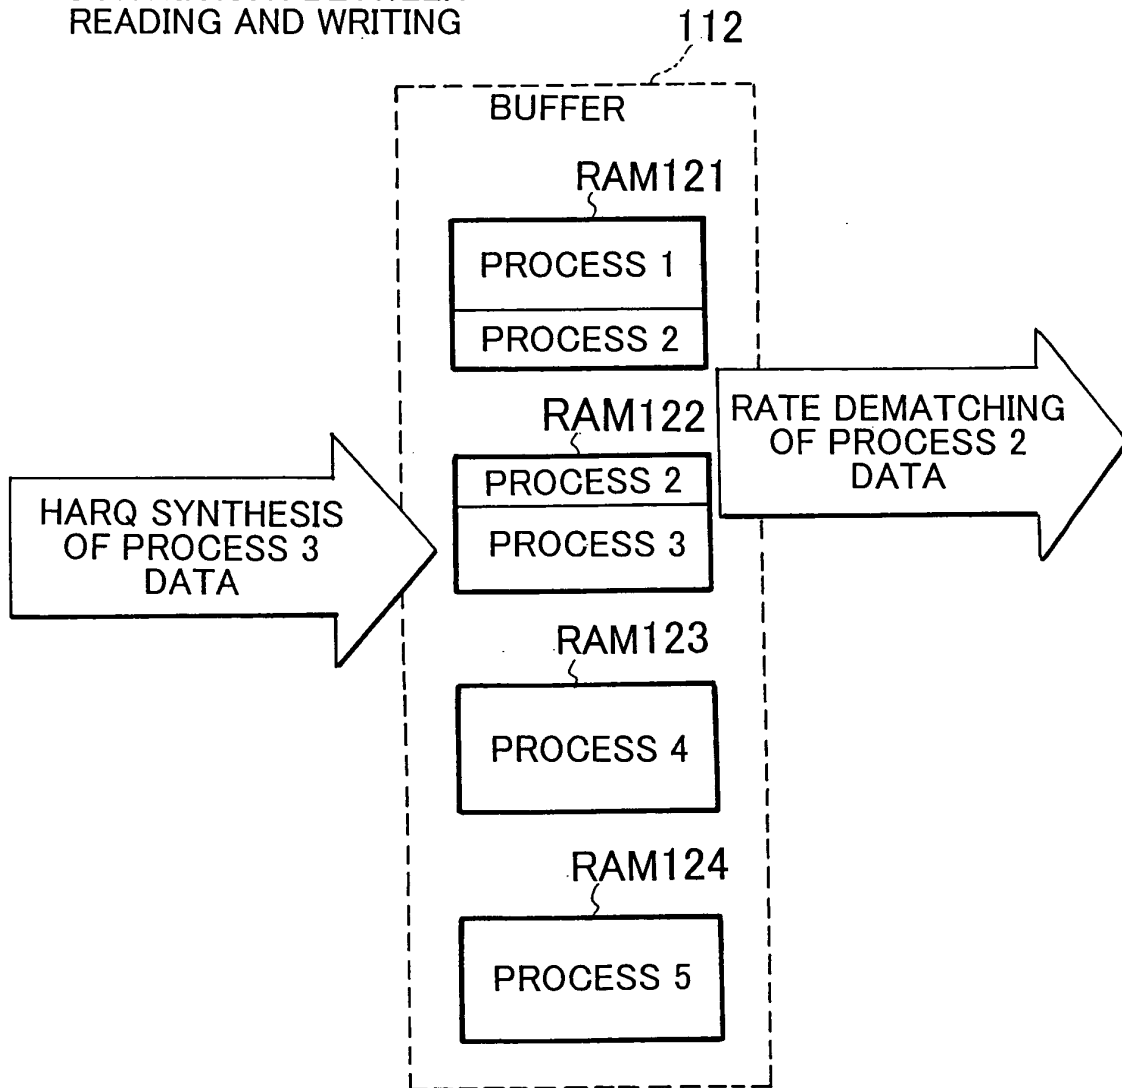 READING AND WRITING
112
BUFFER
RAM121
PROCESS 1
PROCESS 2
RAM122
PROCESS 2
PROCESS 3
HARQ SYNTHESIS
OF PROCESS 3
DATA
RATE DEMATCHING
OF PROCESS 2
DATA
RAM123
PROCESS 4
RAM124
PROCESS 5